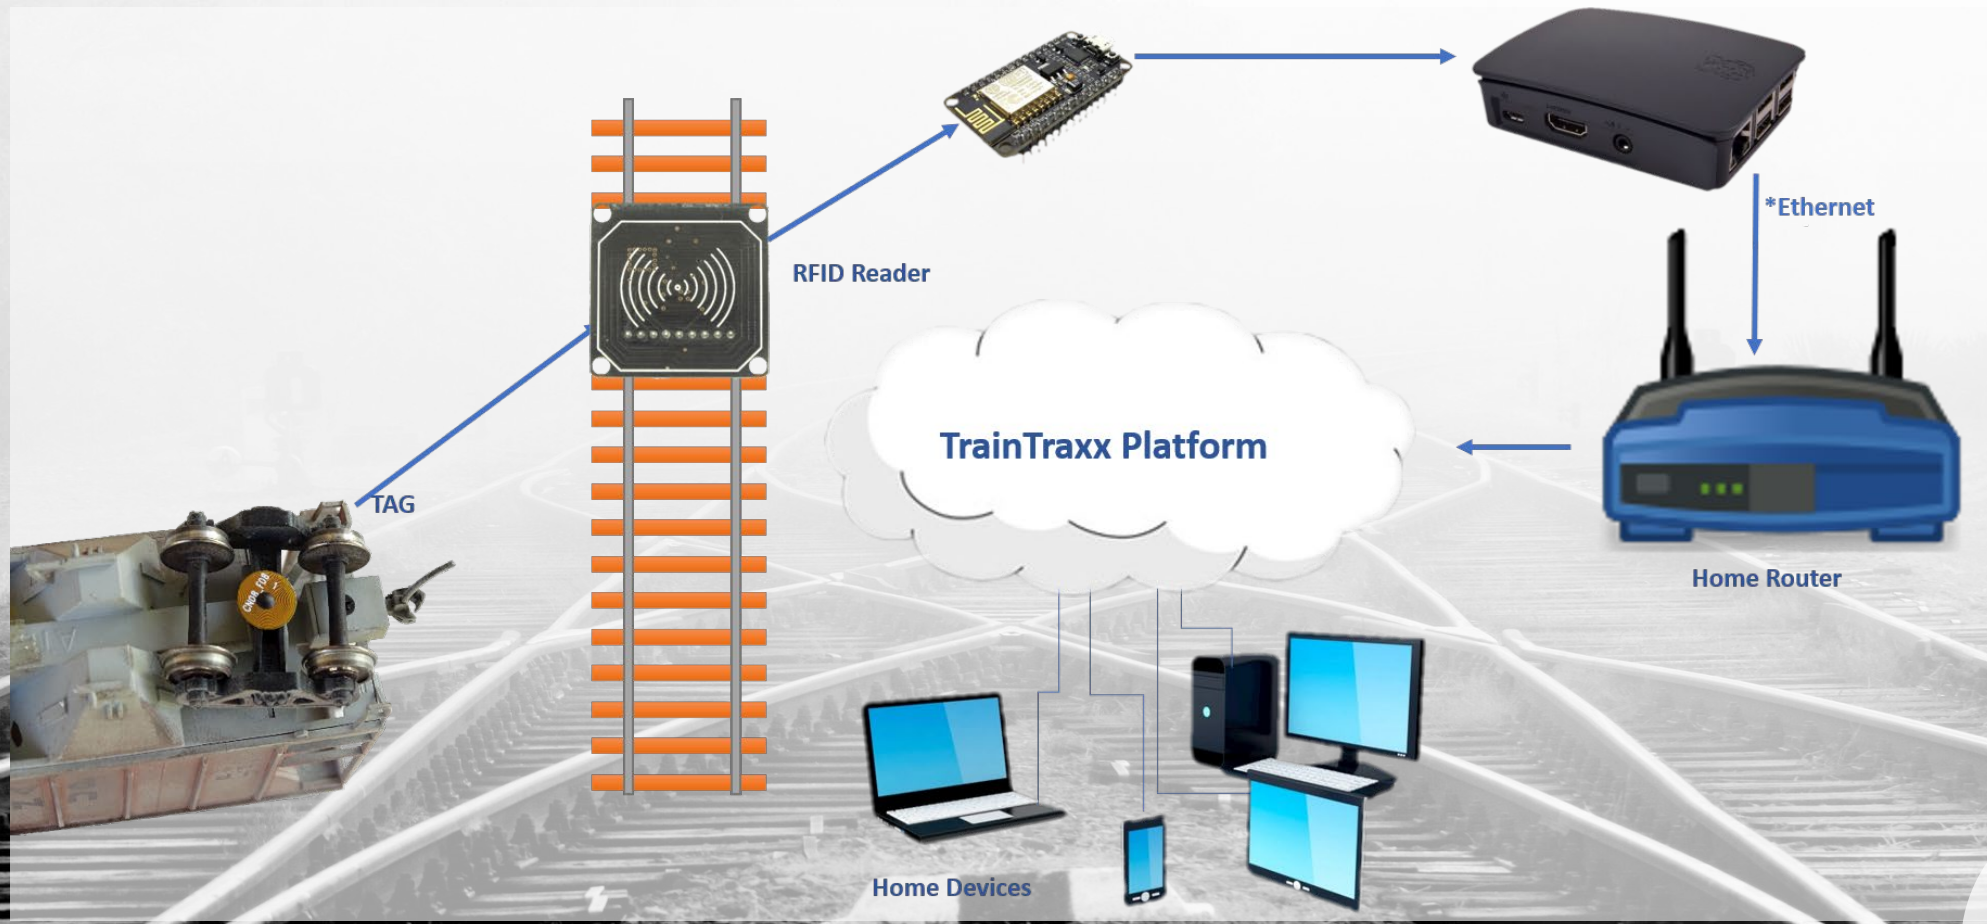 *Ethernet
RFID Reader
TrainTraxx Platform
TAG
Home Router
Home Devices